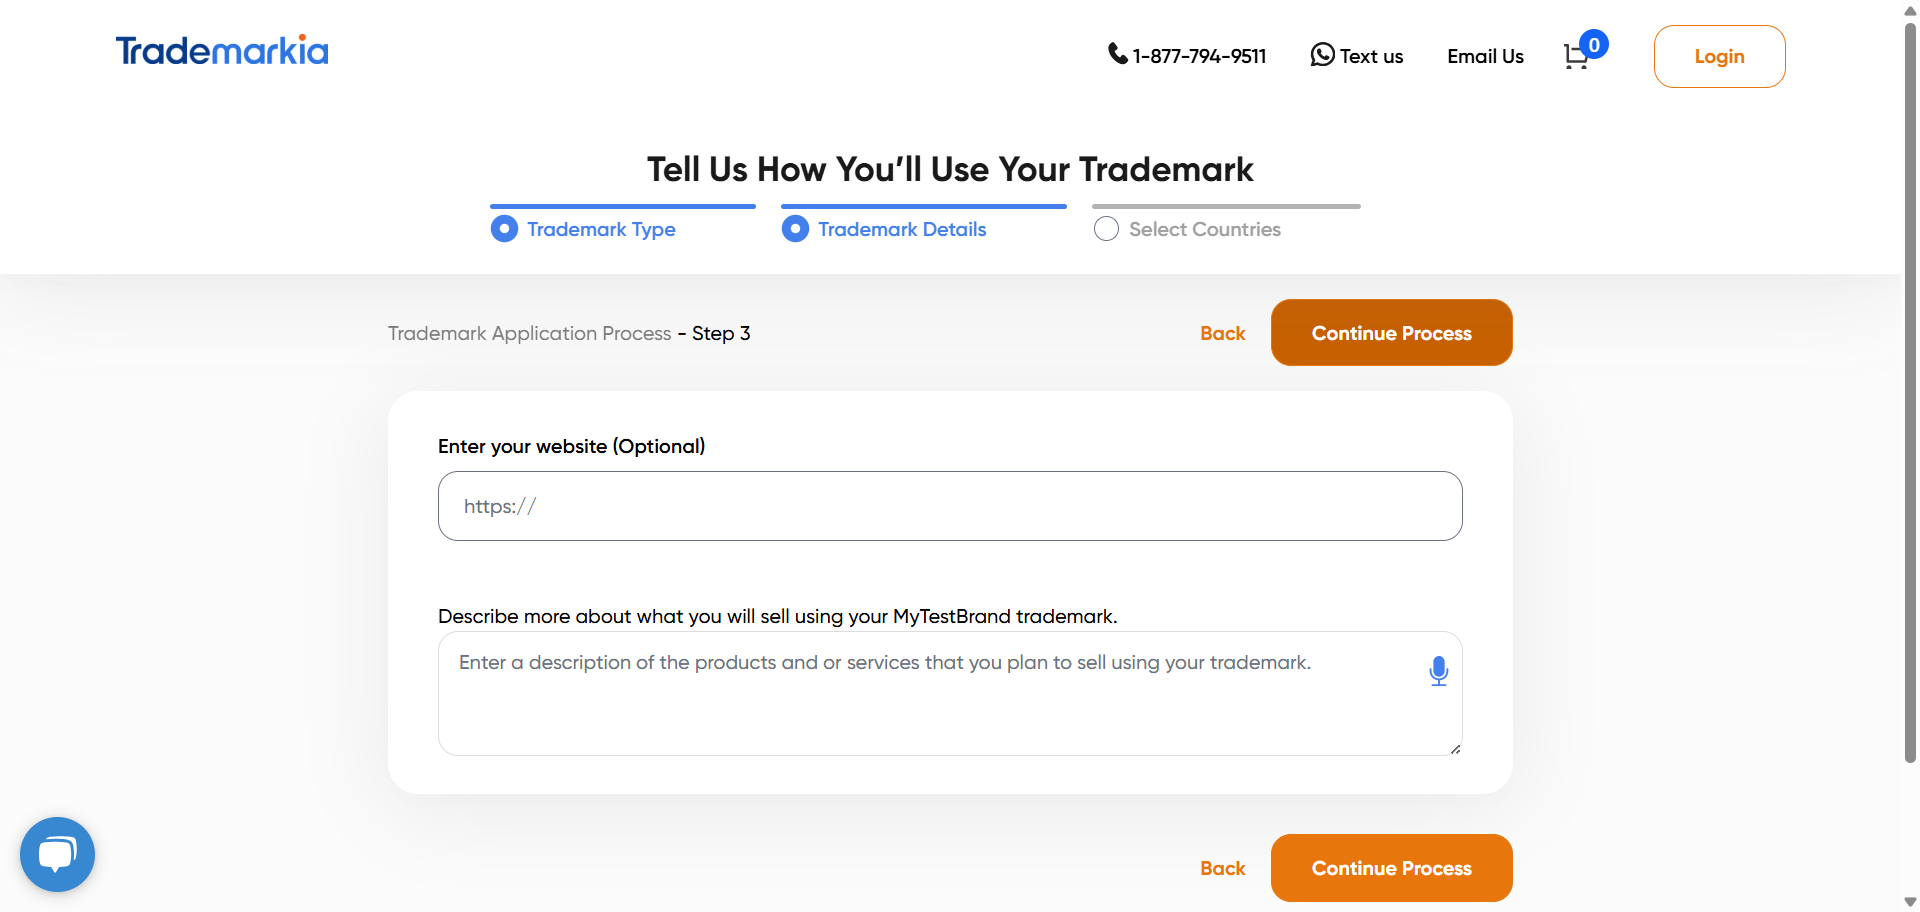 Trademarkia
1-877-794-9511
Text us
Email Us
0
Login
Tell Us How You’ll Use Your Trademark
Trademark Type
Trademark Details
Select Countries
Trademark Application Process - Step 3
Back
Continue Process
Enter your website (Optional)
https://
Describe more about what you will sell using your MyTestBrand trademark.
Enter a description of the products and or services that you plan to sell using your trademark.
Back
Continue Process